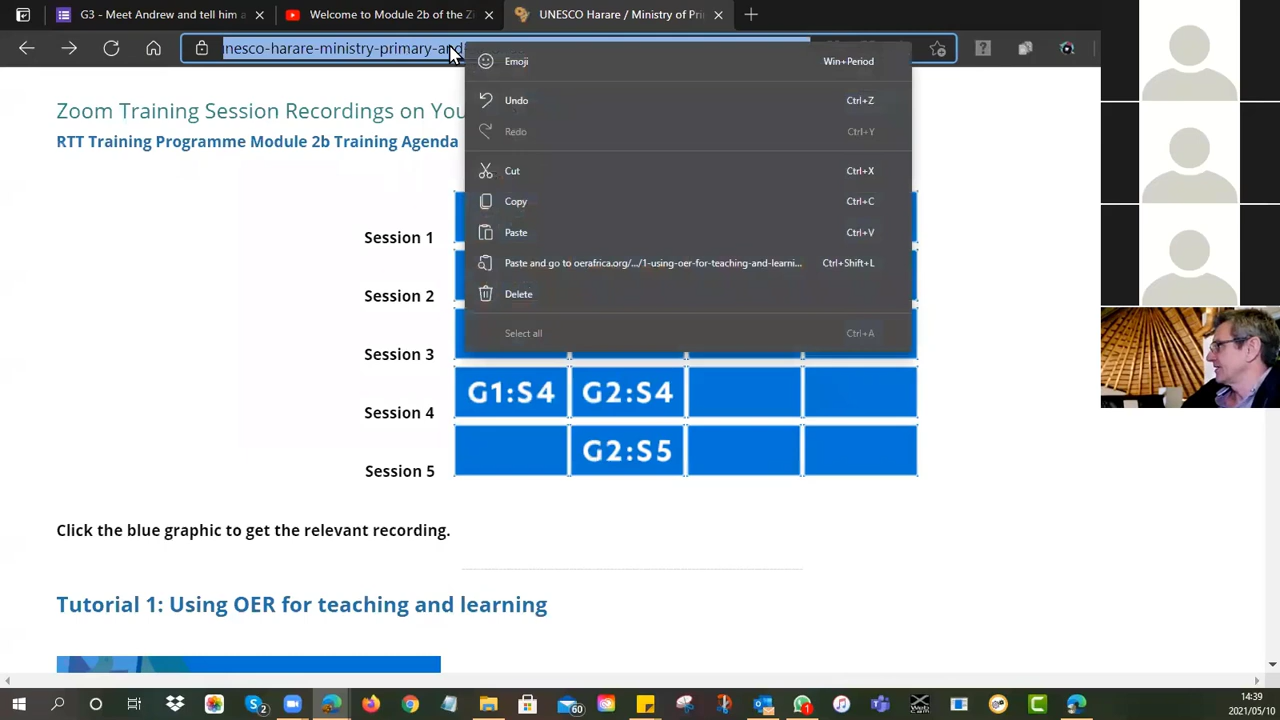 G3 - Meet Andrew and tell him a
Welcome to Module 2b of the Zi
UNESCO Harare / Ministry of Pri
unesco-harare-ministry-primary-and-
Zoom Training Session Recordings on You
RTT Training Programme Module 2b Training Agenda
Emoji Win+Period
Undo Ctrl+Z
Redo Ctrl+Y
Cut Ctrl+X
Copy Ctrl+C
Paste Ctrl+V
Paste and go to oerafrica.org/.../1-using-oer-for-teaching-and-learni... Ctrl+Shift+L
Delete
Select all Ctrl+A
Session 1
Session 2
Session 3
Session 4 G1:S4 G2:S4
Session 5 G2:S5
Click the blue graphic to get the relevant recording.
Tutorial 1: Using OER for teaching and learning
2
60
1
14:39
2021/05/10